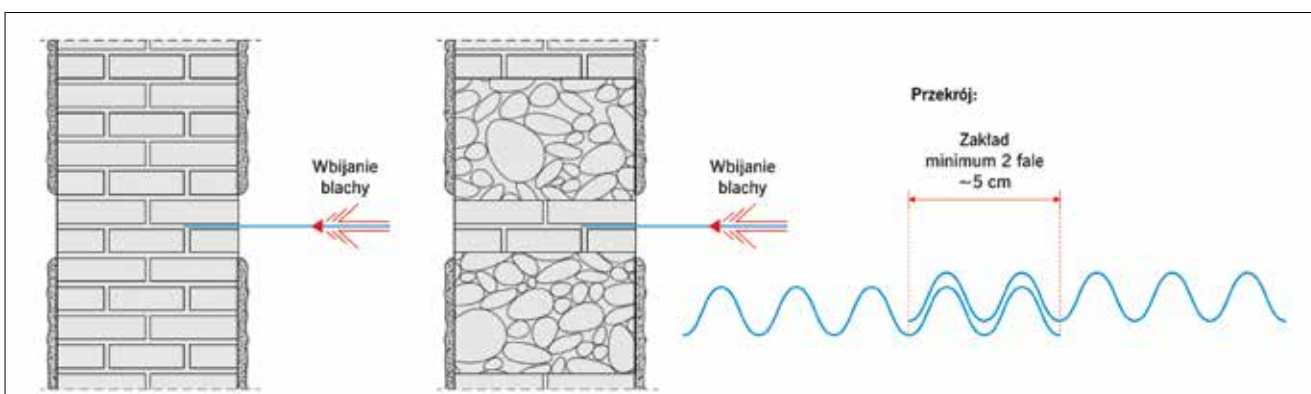 Wbijanie
blachy
Wbijanie
blachy
Przekrój:
Zakład
minimum 2 fale
~5 cm